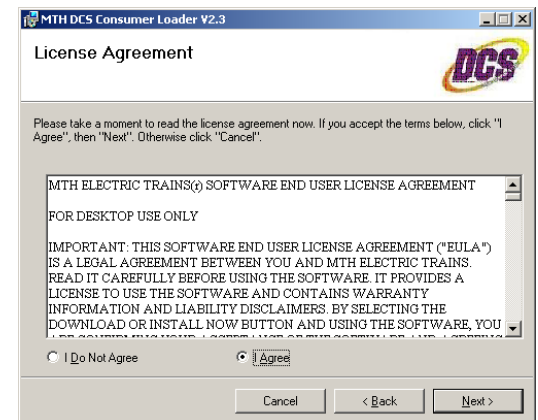 MTH DCS Consumer Loader V2.3
License Agreement
DCS
Please take a moment to read the license agreement now. If you accept the terms below, click "I
Agree", then "Next". Otherwise click "Cancel".
MTH ELECTRIC TRAINS(r) SOFTWARE END USER LICENSE AGREEMENT
FOR DESKTOP USE ONLY
IMPORTANT: THIS SOFTWARE END USER LICENSE AGREEMENT ("EULA")
IS A LEGAL AGREEMENT BETWEEN YOU AND MTH ELECTRIC TRAINS.
READ IT CAREFULLY BEFORE USING THE SOFTWARE. IT PROVIDES A
LICENSE TO USE THE SOFTWARE AND CONTAINS WARRANTY
INFORMATION AND LIABILITY DISCLAIMERS. BY SELECTING THE
DOWNLOAD OR INSTALL NOW BUTTON AND USING THE SOFTWARE, YOU
I Do Not Agree I Agree
Cancel < Back Next >